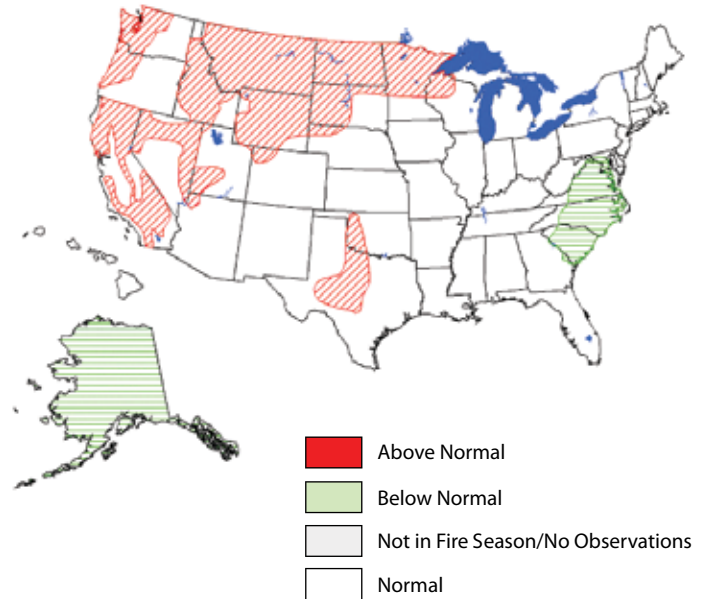 Above Normal
Below Normal
Not in Fire Season/No Observations
Normal